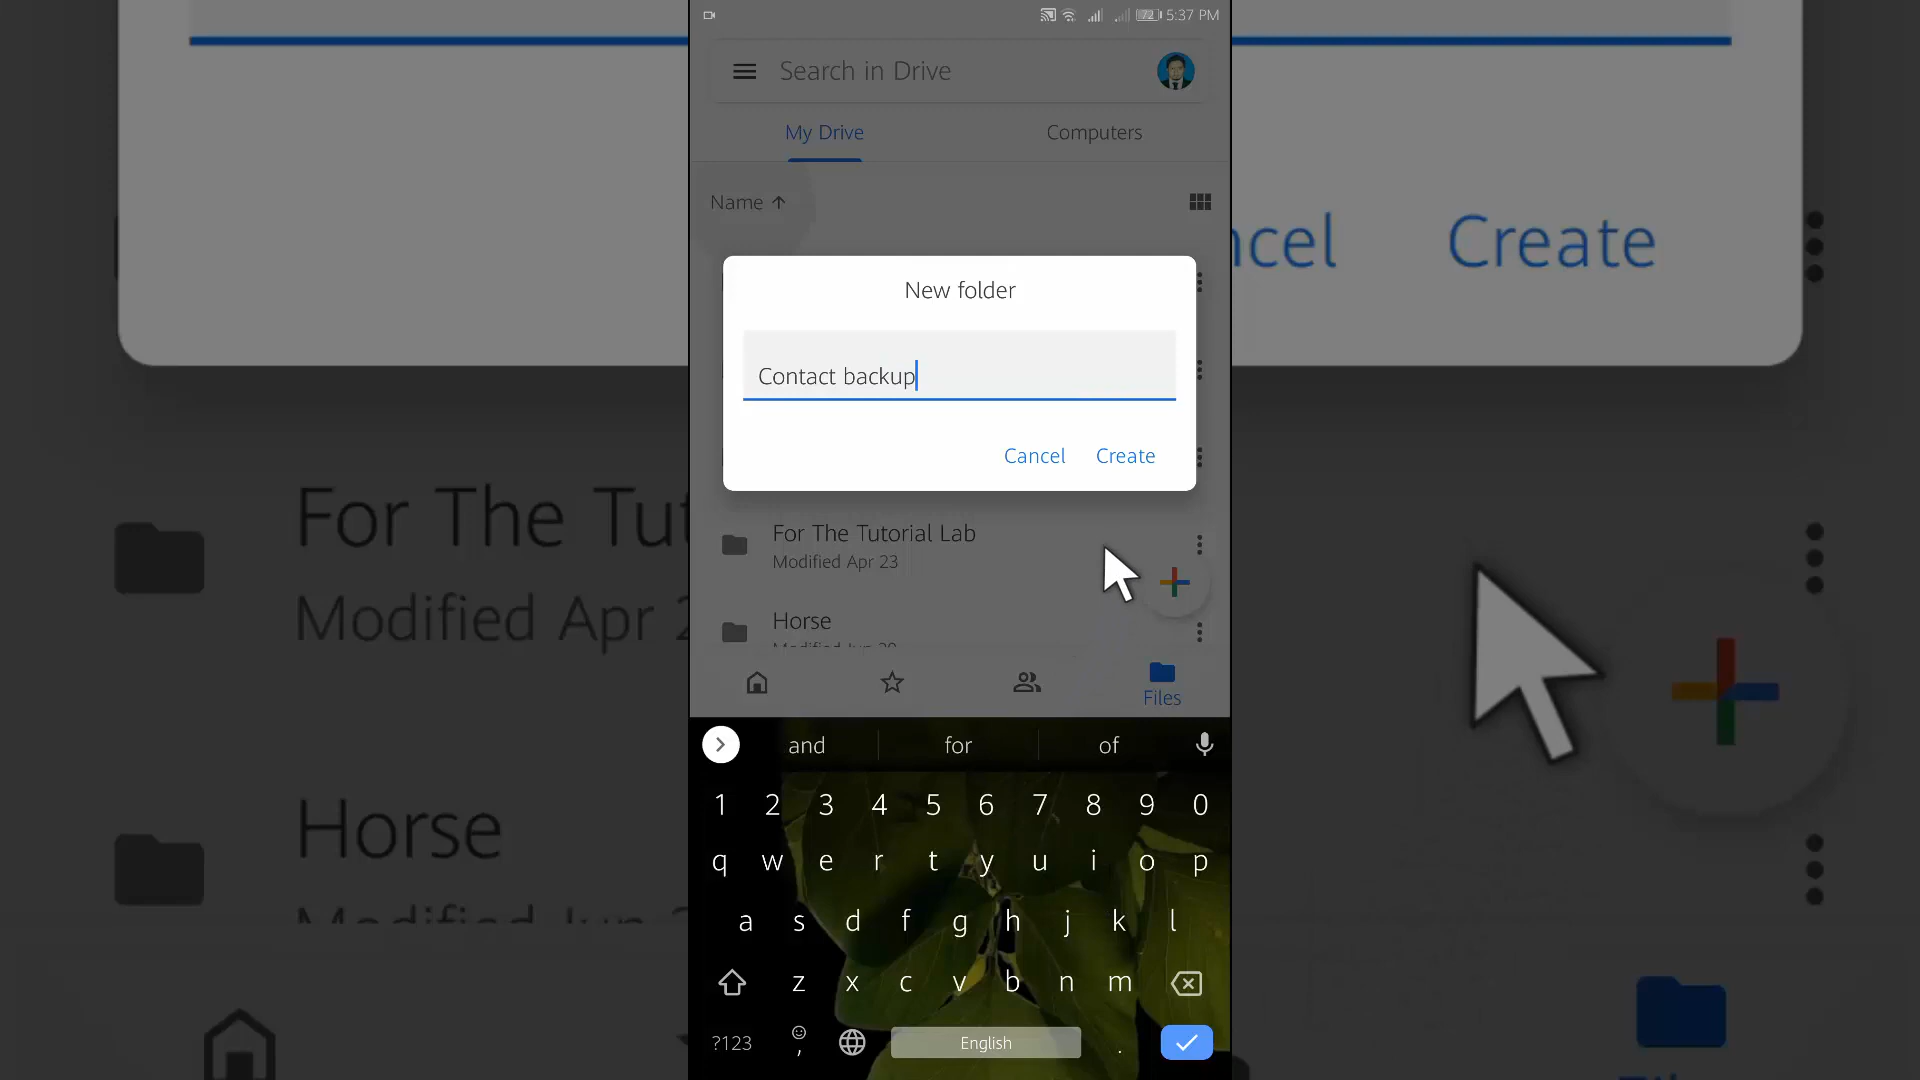 72 5:37 PM
Search in Drive
My Drive
Computers
Name
New folder
Contact backup
Cancel Create
For The Tutorial Lab
Modified Apr 23
Horse
Files
and for of
1 2 3 4 5 6 7 8 9 0
q w e r t y u i o p
a s d f g h j k l
z x c v b n m
?123 , English .
ncel Create
For The Tut
Modified Apr 2
Horse